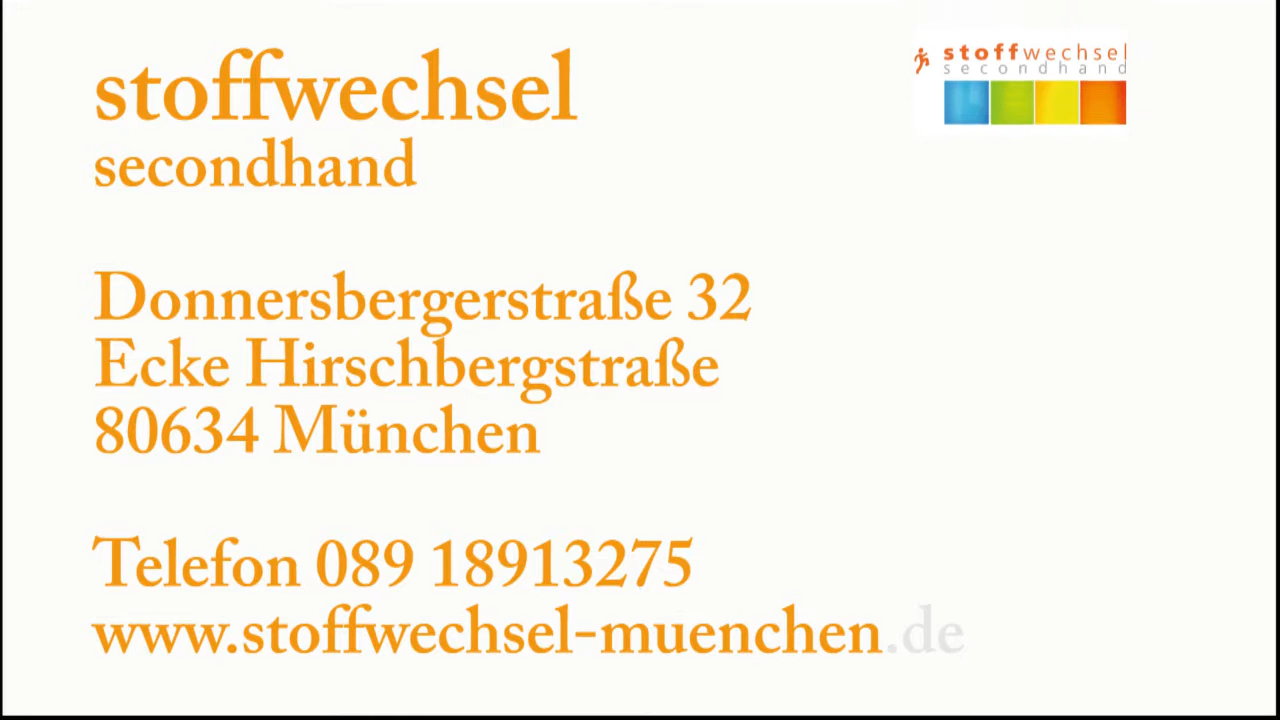 stoffwechsel
secondhand
stoffwechsel
secondhand
Donnersbergerstraße 32
Ecke Hirschbergstraße
80634 München
Telefon 089 18913275
www.stoffwechsel-muenchen.de